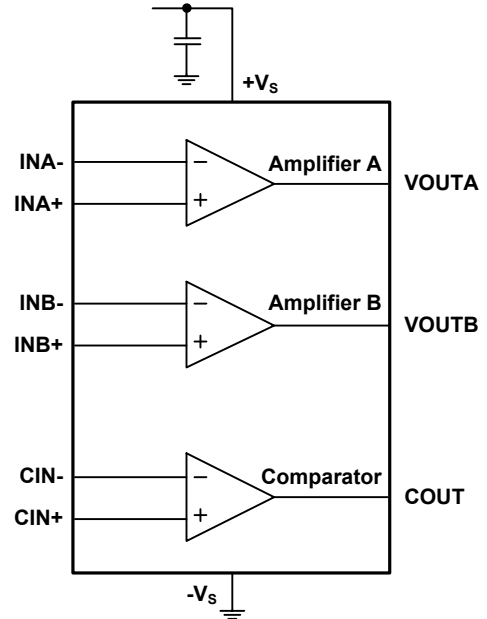 +VS
INA-
−
Amplifier A
VOUTA
INA+
+
INB-
−
Amplifier B
VOUTB
INB+
+
CIN-
−
Comparator
COUT
CIN+
+
-VS